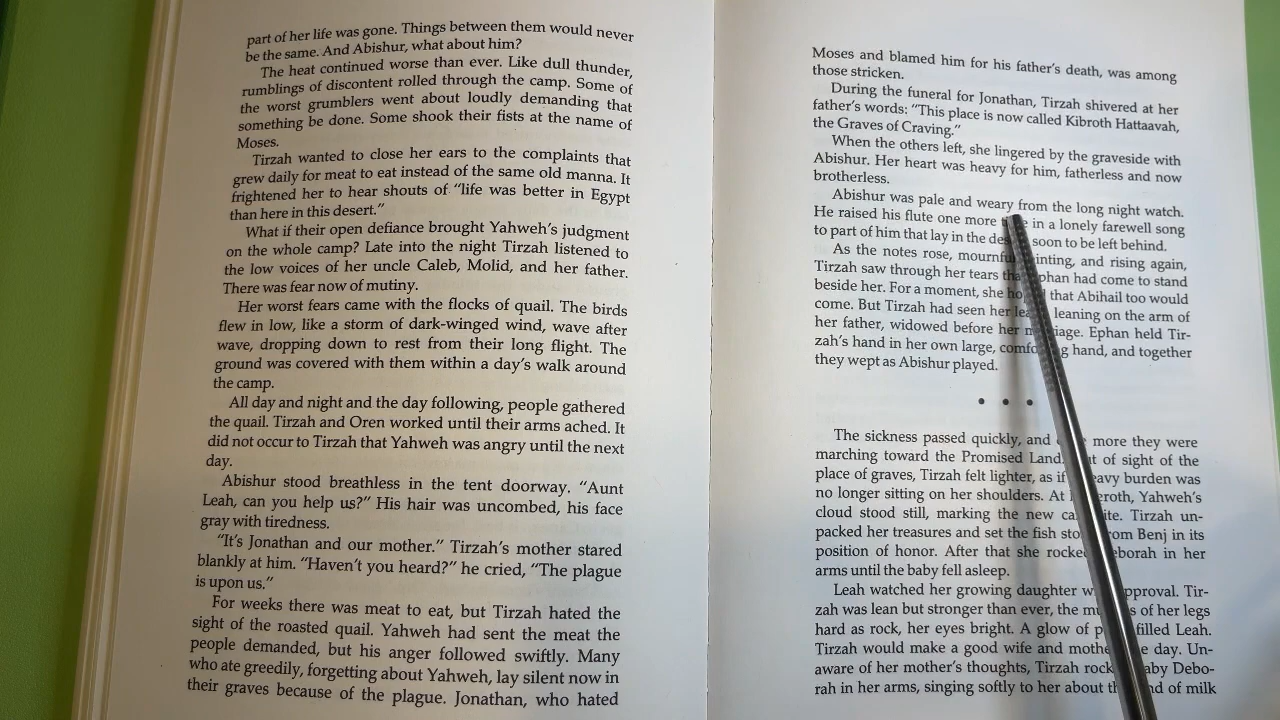 part of her life was gone. Things between them would never
be the same. And Abishur, what about him?
The heat continued worse than ever. Like dull thunder,
rumblings of discontent rolled through the camp. Some of
the worst grumblers went about loudly demanding that
something be done. Some shook their fists at the name of
Moses.
Tirzah wanted to close her ears to the complaints that
grew daily for meat to eat instead of the same old manna. It
frightened her to hear shouts of "life was better in Egypt
than here in this desert."
What if their open defiance brought Yahweh's judgment
on the whole camp? Late into the night Tirzah listened to
the low voices of her uncle Caleb, Molid, and her father.
There was fear now of mutiny.
Her worst fears came with the flocks of quail. The birds
flew in low, like a storm of dark-winged wind, wave after
wave, dropping down to rest from their long flight. The
ground was covered with them within a day's walk around
the camp.
All day and night and the day following, people gathered
the quail. Tirzah and Oren worked until their arms ached. It
did not occur to Tirzah that Yahweh was angry until the next
day.
Abishur stood breathless in the tent doorway. "Aunt
Leah, can you help us?" His hair was uncombed, his face
gray with tiredness.
"It's Jonathan and our mother." Tirzah's mother stared
blankly at him. "Haven't you heard?" he cried, "The plague
is upon us."
For weeks there was meat to eat, but Tirzah hated the
sight of the roasted quail. Yahweh had sent the meat the
people demanded, but his anger followed swiftly. Many
who ate greedily, forgetting about Yahweh, lay silent now in
their graves because of the plague. Jonathan, who hated
Moses and blamed him for his father's death, was among
those stricken.
During the funeral for Jonathan, Tirzah shivered at her
father's words: "This place is now called Kibroth Hattaavah,
the Graves of Craving."
When the others left, she lingered by the graveside with
Abishur. Her heart was heavy for him, fatherless and now
brotherless.
Abishur was pale and weary from the long night watch.
He raised his flute one more in a lonely farewell song
to part of him that lay in the soon to be left behind.
As the notes rose, and rising again,
Tirzah saw through her tears had come to stand
beside her. For a moment, she that Abihail too would
come. But Tirzah had seen her leaning on the arm of
her father, widowed before her Ephan held Tir-
zah's hand in her own large, hand, and together
they wept as Abishur played.
• • •
The sickness passed quickly, and more they were
marching toward the Promised Land. of sight of the
place of graves, Tirzah felt lighter, as if burden was
no longer sitting on her shoulders. At Yahweh's
cloud stood still, marking the new Tirzah un-
packed her treasures and set the fish Benj in its
position of honor. After that she in her
arms until the baby fell asleep.
Leah watched her growing daughter Tir-
zah was lean but stronger than ever, the of her legs
hard as rock, her eyes bright. A glow of filled Leah.
Tirzah would make a good wife and day. Un-
aware of her mother's thoughts, Tirzah Debo-
rah in her arms, singing softly to her about of milk